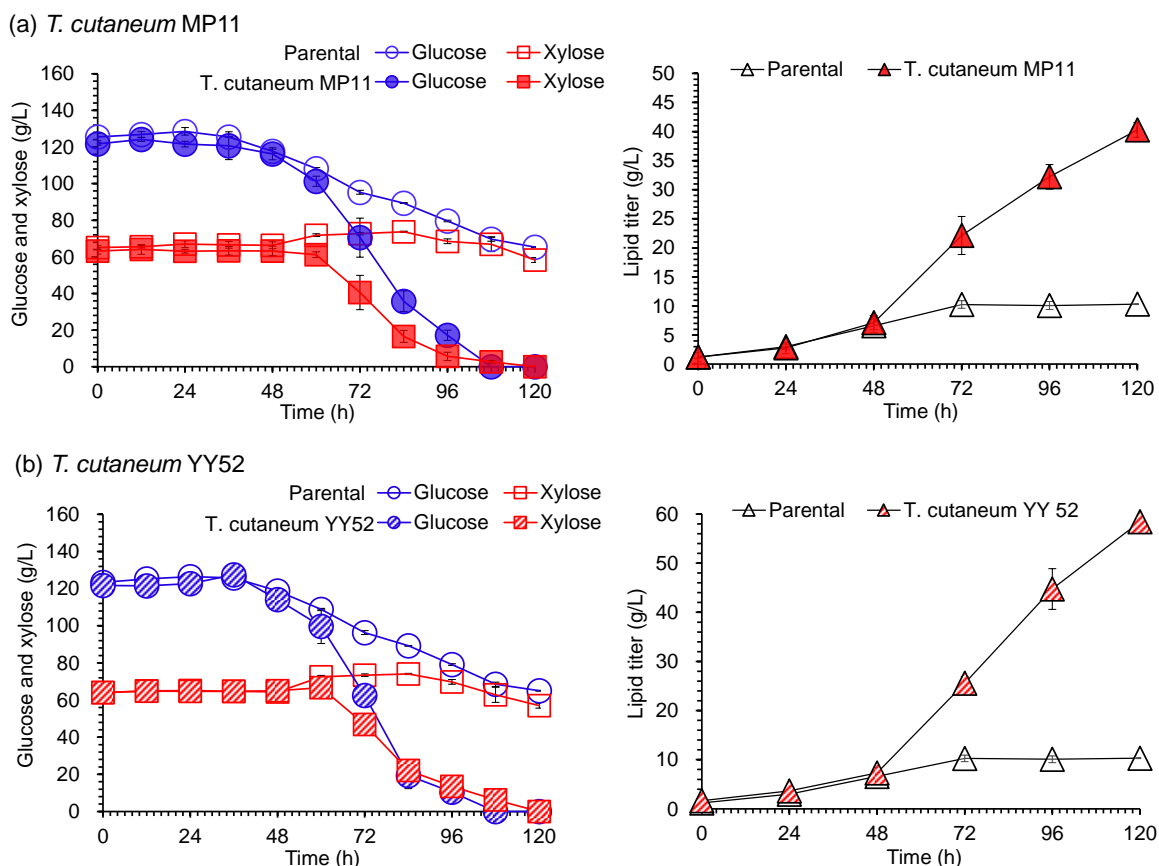 (a) T. cutaneum MP11
Parental Glucose Xylose
T. cutaneum MP11 Glucose Xylose
160
140
120
100
80
60
40
20
0
Glucose and xylose (g/L)
0 24 48 72 96 120
Time (h)
Parental T. cutaneum MP11
50
45
40
35
30
25
20
15
10
5
0
Lipid titer (g/L)
0 24 48 72 96 120
Time (h)
(b) T. cutaneum YY52
Parental Glucose Xylose
T. cutaneum YY52 Glucose Xylose
160
140
120
100
80
60
40
20
0
Glucose and xylose (g/L)
0 24 48 72 96 120
Time (h)
Parental T. cutaneum YY 52
60
50
40
30
20
10
0
Lipid titer (g/L)
0 24 48 72 96 120
Time (h)